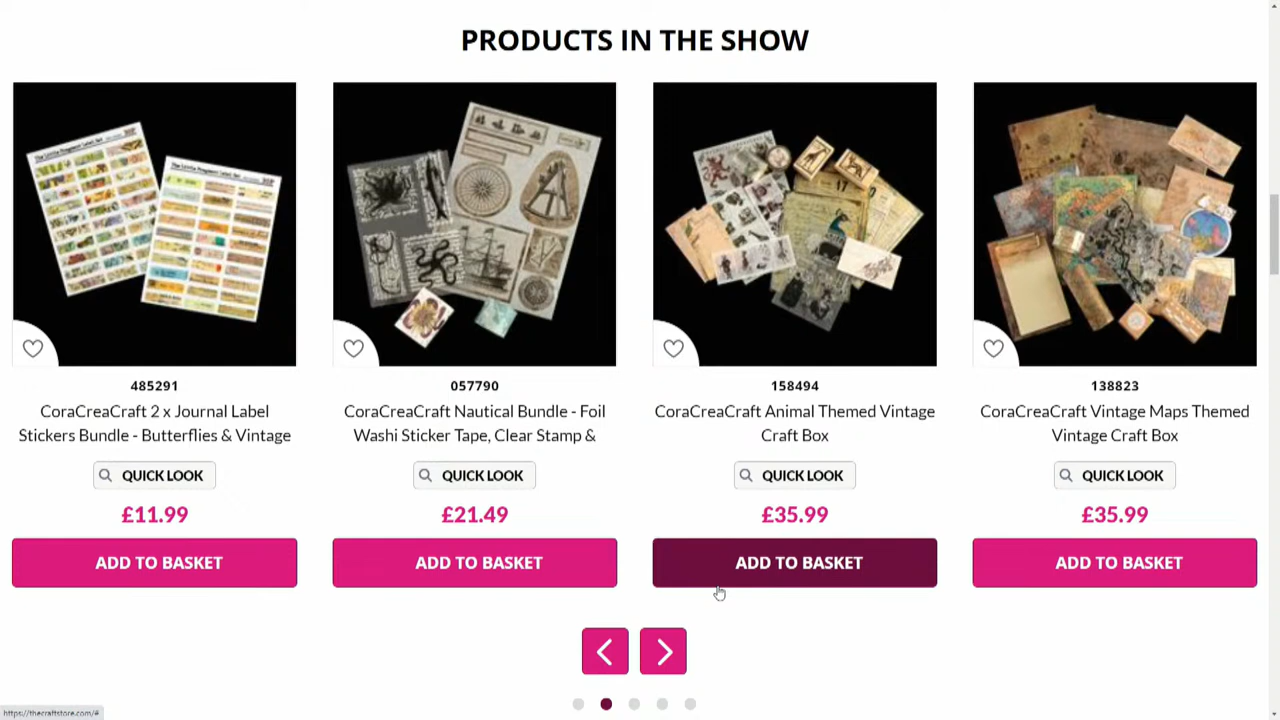 PRODUCTS IN THE SHOW
485291
CoraCreaCraft 2 x Journal Label
Stickers Bundle - Butterflies & Vintage
QUICK LOOK
£11.99
ADD TO BASKET
057790
CoraCreaCraft Nautical Bundle - Foil
Washi Sticker Tape, Clear Stamp &
QUICK LOOK
£21.49
ADD TO BASKET
158494
CoraCreaCraft Animal Themed Vintage
Craft Box
QUICK LOOK
£35.99
ADD TO BASKET
138823
CoraCreaCraft Vintage Maps Themed
Vintage Craft Box
QUICK LOOK
£35.99
ADD TO BASKET
https://thecraftstore.com/#